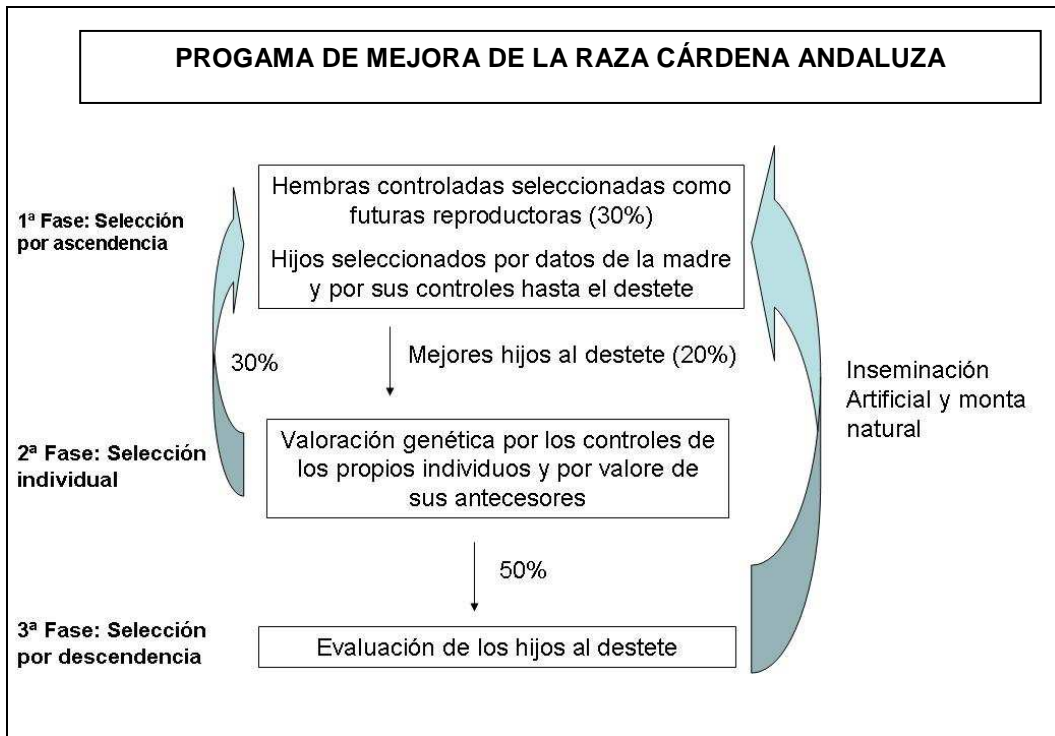 PROGAMA DE MEJORA DE LA RAZA CÁRDENA ANDALUZA
1ª Fase: Selección
por ascendencia
Hembras controladas seleccionadas como
futuras reproductoras (30%)
Hijos seleccionados por datos de la madre
y por sus controles hasta el destete
30%
Mejores hijos al destete (20%)
Inseminación
Artificial y monta
natural
2ª Fase: Selección
individual
Valoración genética por los controles de
los propios individuos y por valore de
sus antecesores
50%
3ª Fase: Selección
por descendencia
Evaluación de los hijos al destete